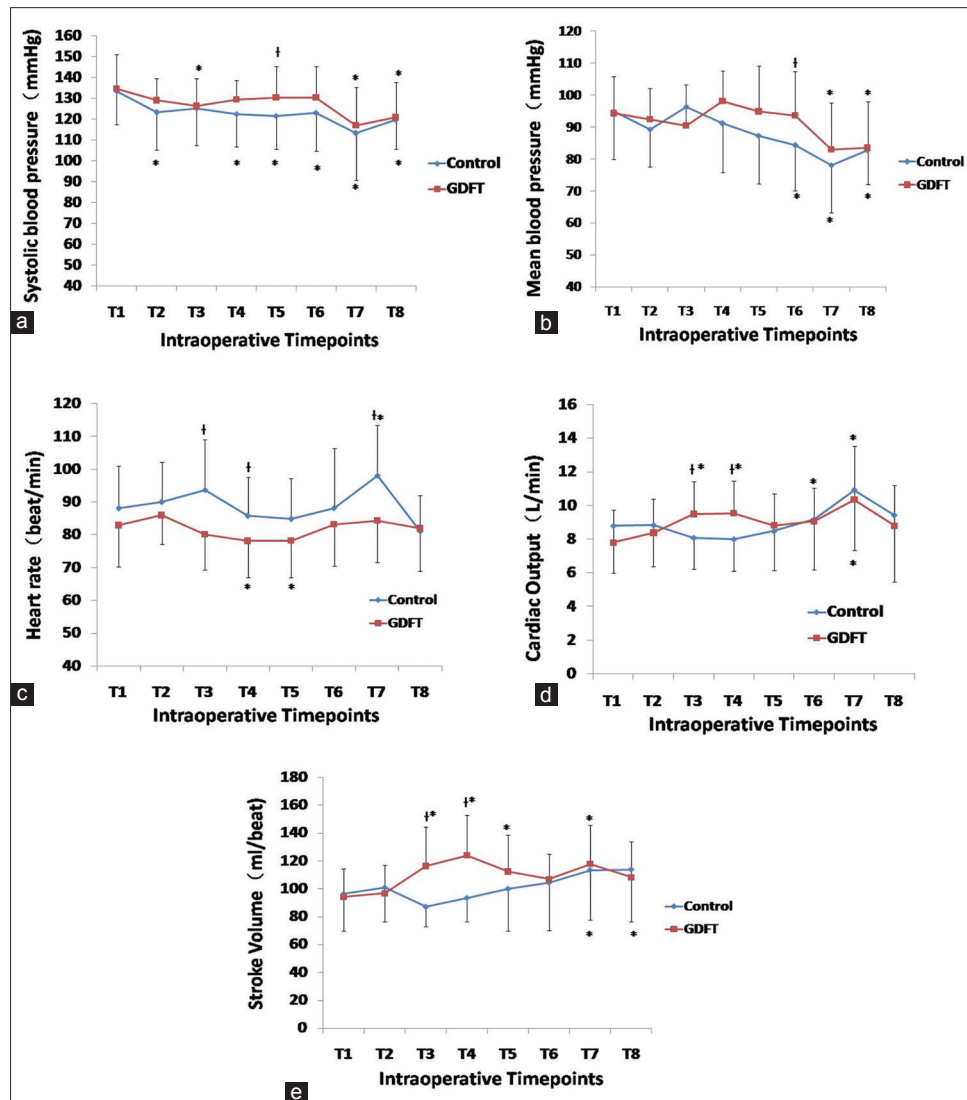 160
150
140
130
120
110
100
90
80
70
60
50
40
Systolic blood pressure（mmHg)
* ƚ * *
* * * * * *
Control
GDFT
T1 T2 T3 T4 T5 T6 T7 T8
Intraoperative Timepoints
a
120
110
100
90
80
70
60
50
40
Mean blood pressure（mmHg)
ƚ * *
* * *
Control
GDFT
T1 T2 T3 T4 T5 T6 T7 T8
Intraoperative Timepoints
b
120
110
100
90
80
70
60
50
40
Heart rate（beat/min)
ƚ ƚ ƚ*
* *
Control
GDFT
T1 T2 T3 T4 T5 T6 T7 T8
Intraoperative Timepoints
c
16
14
12
10
8
6
4
2
0
Cardiac Output（L/min)
ƚ* ƚ* * *
*
Control
GDFT
T1 T2 T3 T4 T5 T6 T7 T8
Intraoperative Timepoints
d
180
160
140
120
100
80
60
40
20
0
Stroke Volume（ml/beat)
ƚ* ƚ* * *
* *
Control
GDFT
T1 T2 T3 T4 T5 T6 T7 T8
Intraoperative Timepoints
e